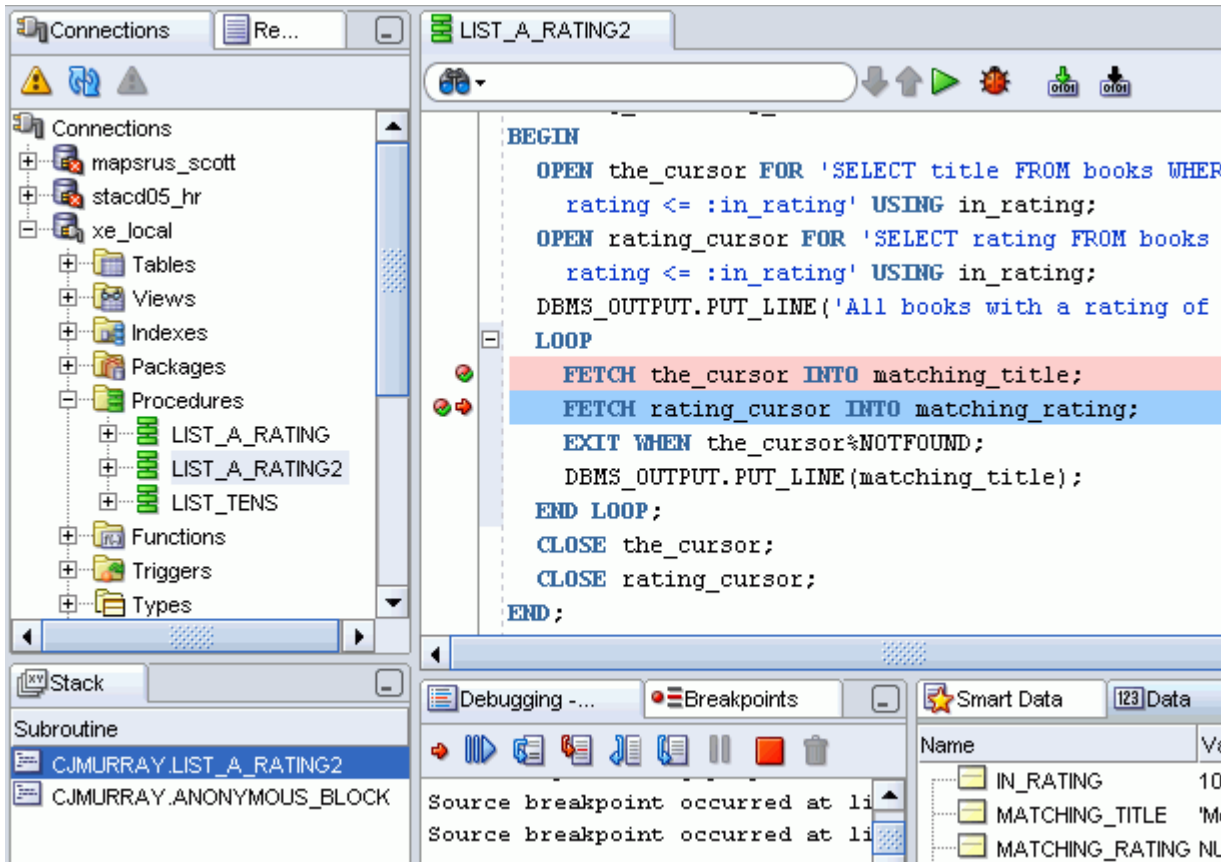 Connections
Re...
Connections
mapsrus_scott
stacd05_hr
xe_local
Tables
Views
Indexes
Packages
Procedures
LIST_A_RATING
LIST_A_RATING2
LIST_TENS
Functions
Triggers
Types
LIST_A_RATING2
BEGIN
OPEN the_cursor FOR 'SELECT title FROM books WHER
rating <= :in_rating' USING in_rating;
OPEN rating_cursor FOR 'SELECT rating FROM books
rating <= :in_rating' USING in_rating;
DBMS_OUTPUT.PUT_LINE('All books with a rating of
LOOP
FETCH the_cursor INTO matching_title;
FETCH rating_cursor INTO matching_rating;
EXIT WHEN the_cursor%NOTFOUND;
DBMS_OUTPUT.PUT_LINE(matching_title);
END LOOP;
CLOSE the_cursor;
CLOSE rating_cursor;
END;
Stack
Subroutine
CJMURRAY.LIST_A_RATING2
CJMURRAY.ANONYMOUS_BLOCK
Debugging -...
Breakpoints
Source breakpoint occurred at li
Source breakpoint occurred at li
Smart Data
Data
Name
IN_RATING 10
MATCHING_TITLE
MATCHING_RATING NU